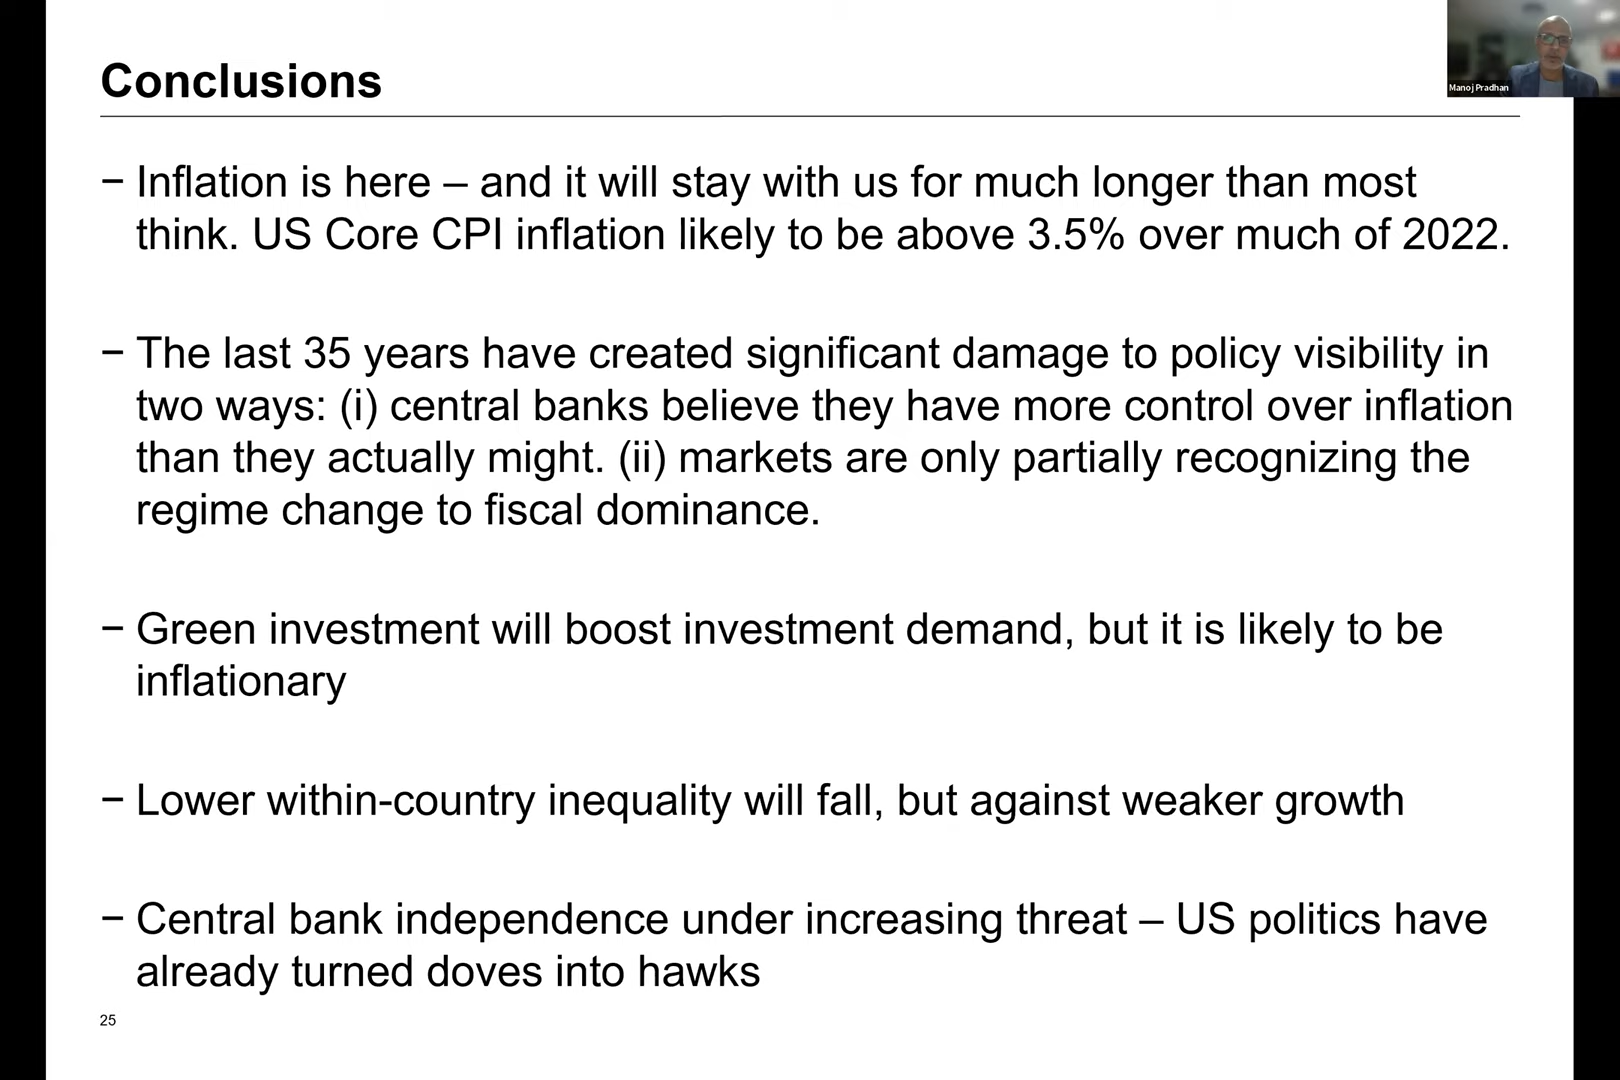 Conclusions
Manoj Pradhan
− Inflation is here – and it will stay with us for much longer than most
think. US Core CPI inflation likely to be above 3.5% over much of 2022.
− The last 35 years have created significant damage to policy visibility in
two ways: (i) central banks believe they have more control over inflation
than they actually might. (ii) markets are only partially recognizing the
regime change to fiscal dominance.
− Green investment will boost investment demand, but it is likely to be
inflationary
− Lower within-country inequality will fall, but against weaker growth
− Central bank independence under increasing threat – US politics have
already turned doves into hawks
25